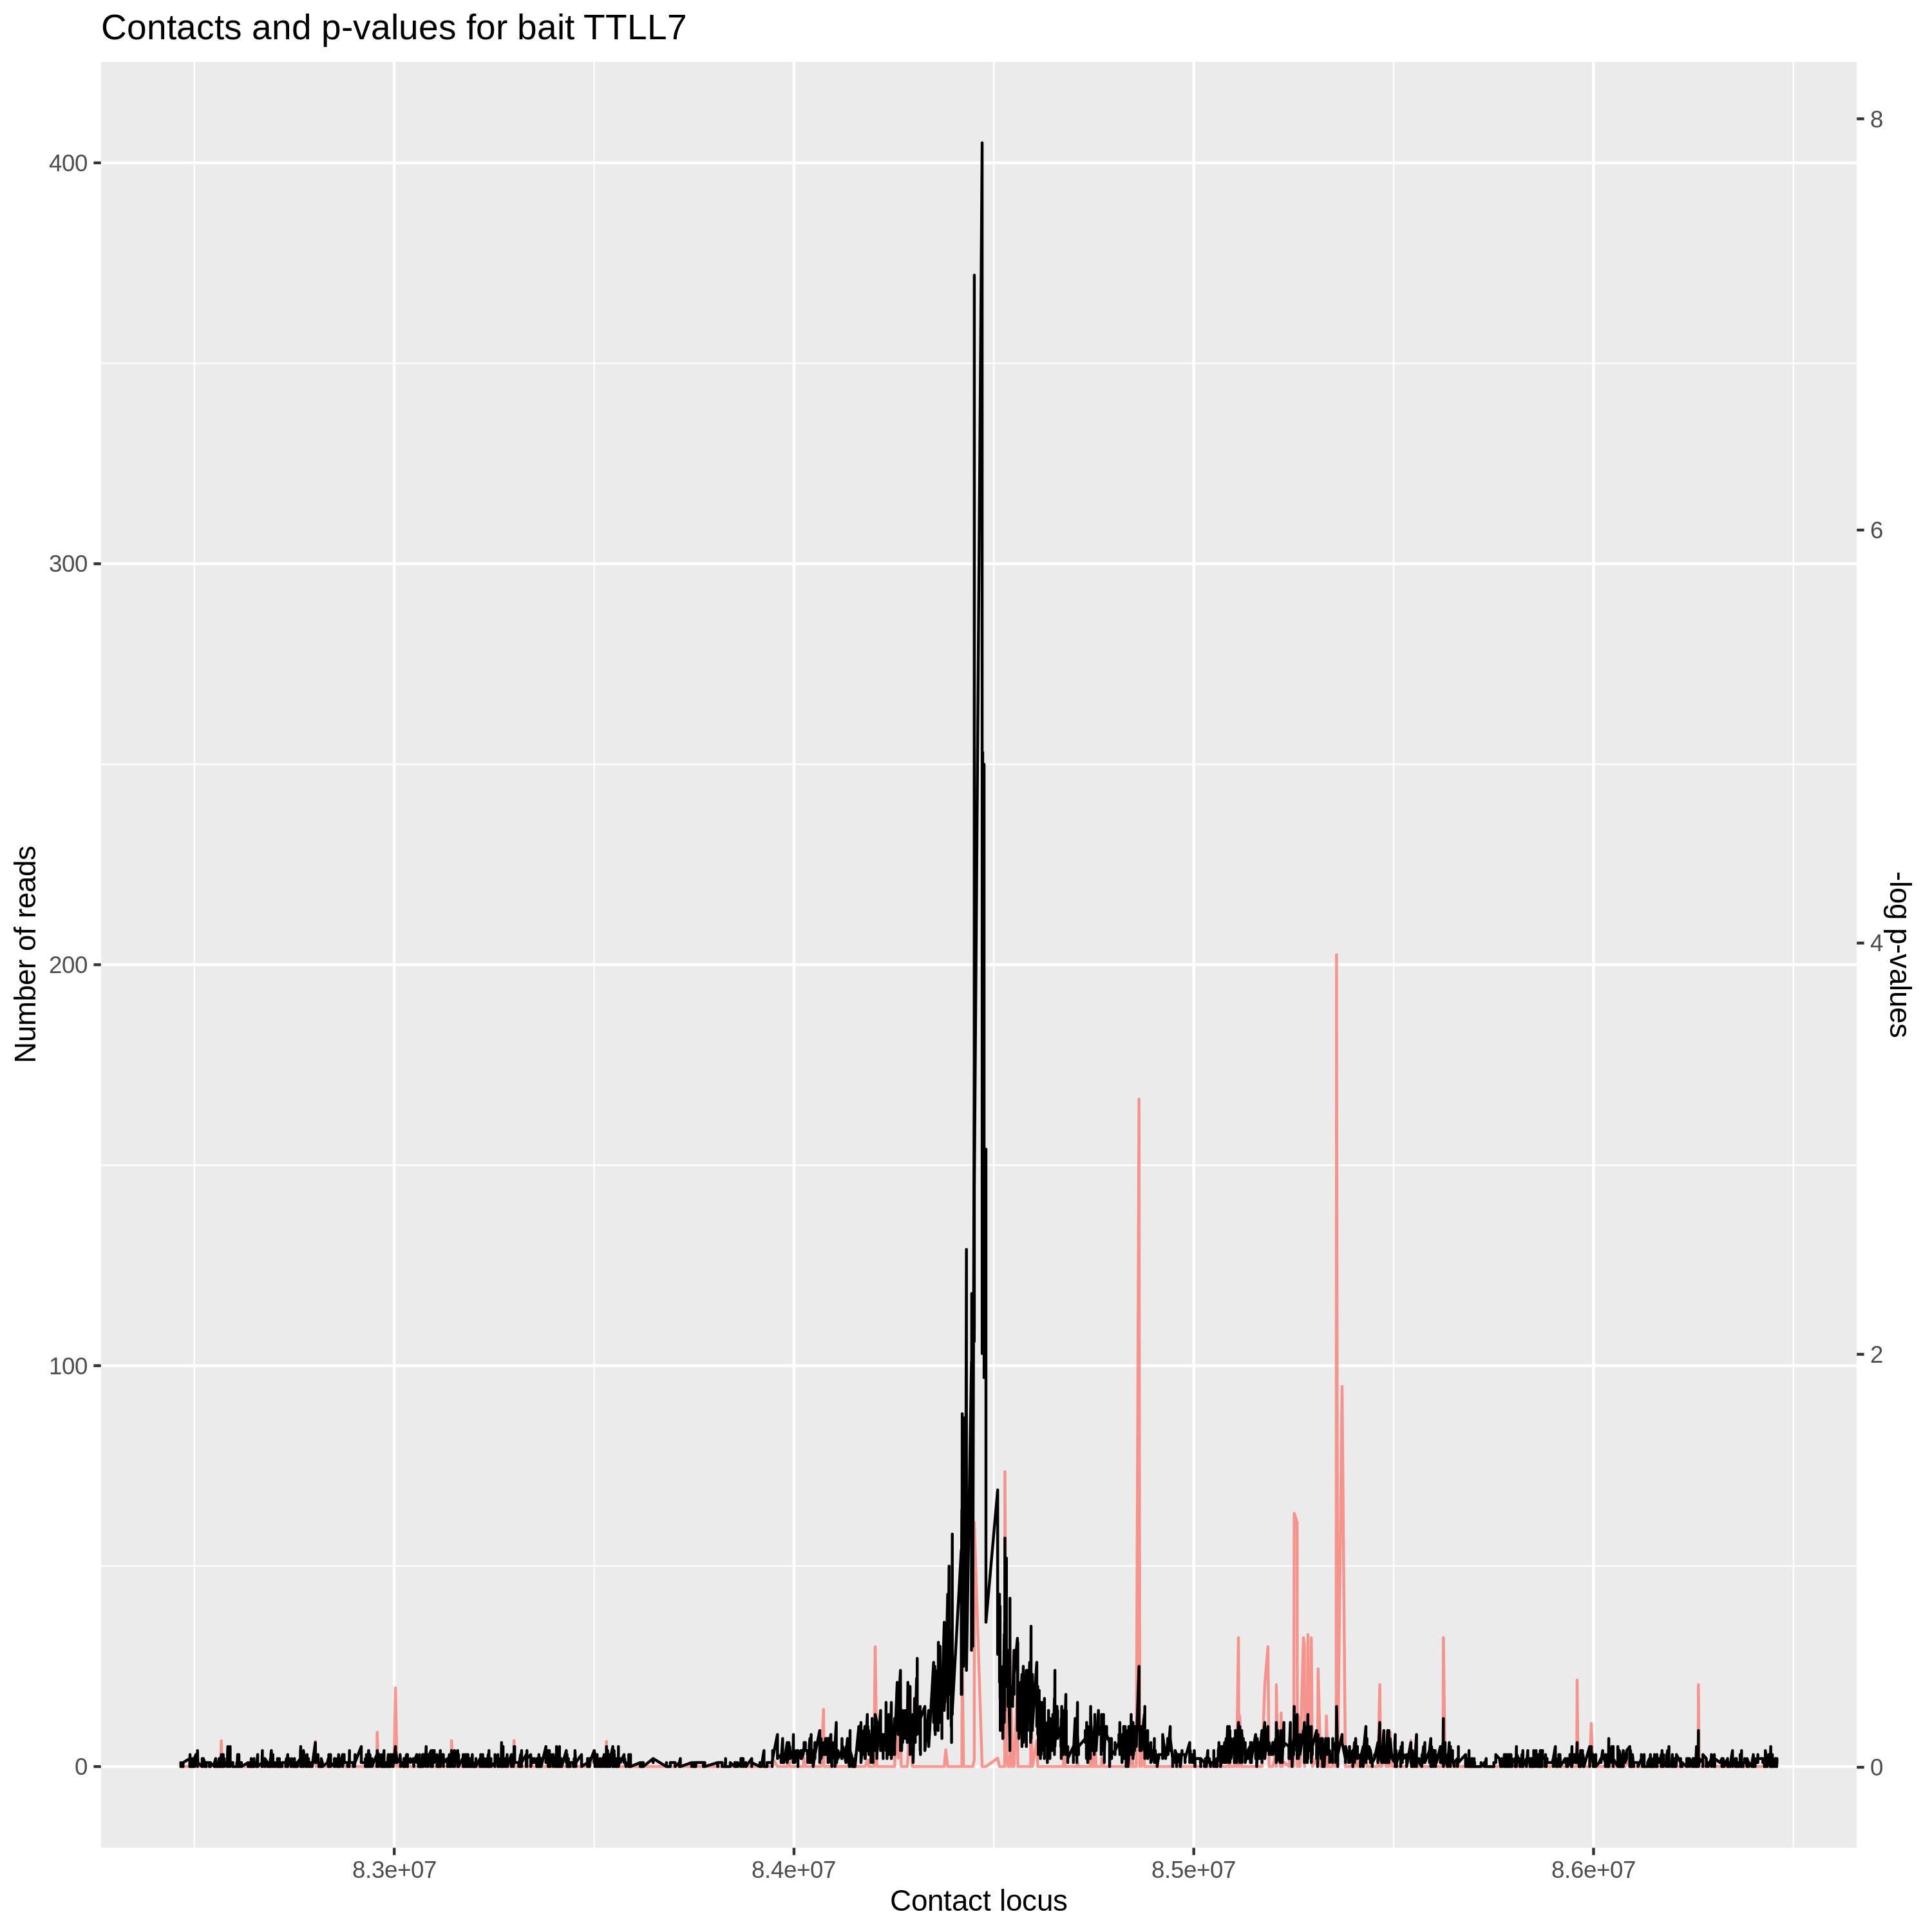 Contacts and p-values for bait TTLL7
400
300
200
100
0
Number of reads
8
6
4
2
0
-log p-values
8.3e+07
8.4e+07
8.5e+07
8.6e+07
Contact locus